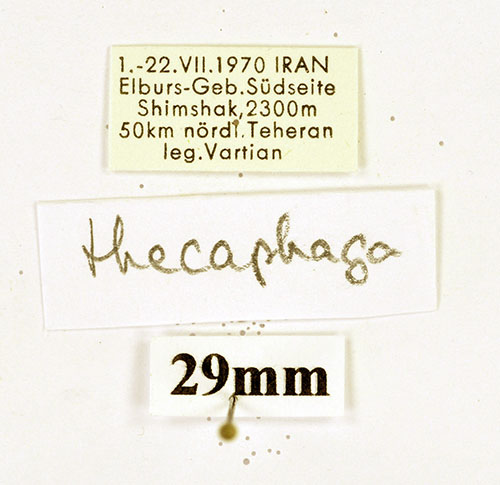 1.-22.VII.1970 IRAN
Elburs-Geb.Südseite
Shimshak,2300m
50km nördl.Teheran
leg.Vartian
thecaphaga
29mm